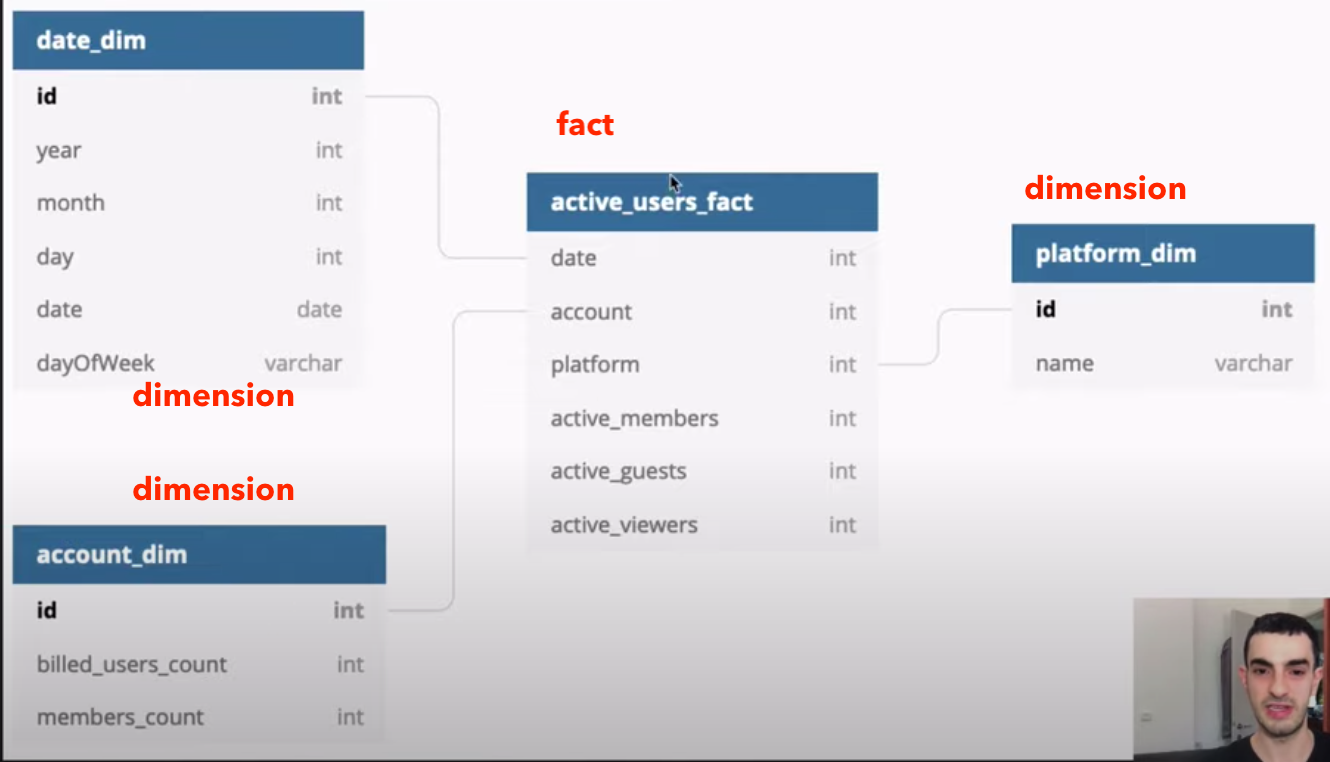 date_dim
id int
year int
month int
day int
date date
dayOfWeek varchar
dimension
dimension
account_dim
id int
billed_users_count int
members_count int
fact
active_users_fact
date int
account int
platform int
active_members int
active_guests int
active_viewers int
dimension
platform_dim
id int
name varchar